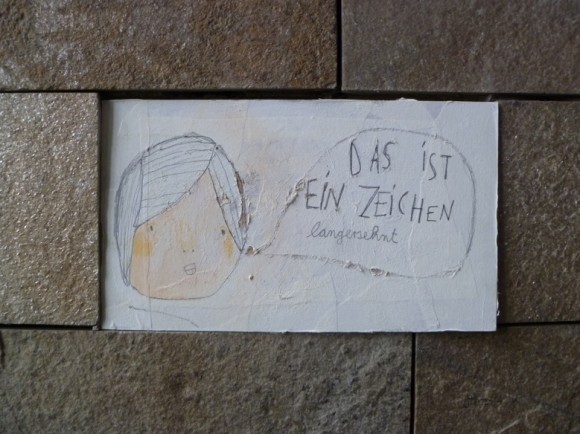 DAS iST
EiN ZEiCHEN
langersehnt